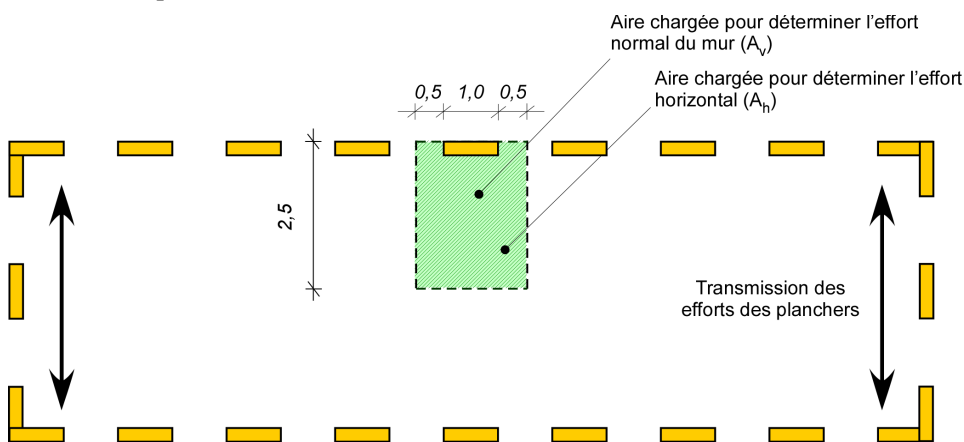 Aire chargée pour déterminer l’effort
normal du mur (Av)
Aire chargée pour déterminer l’effort
horizontal (Ah)
0,5 1,0 0,5
2,5
Transmission des
efforts des planchers